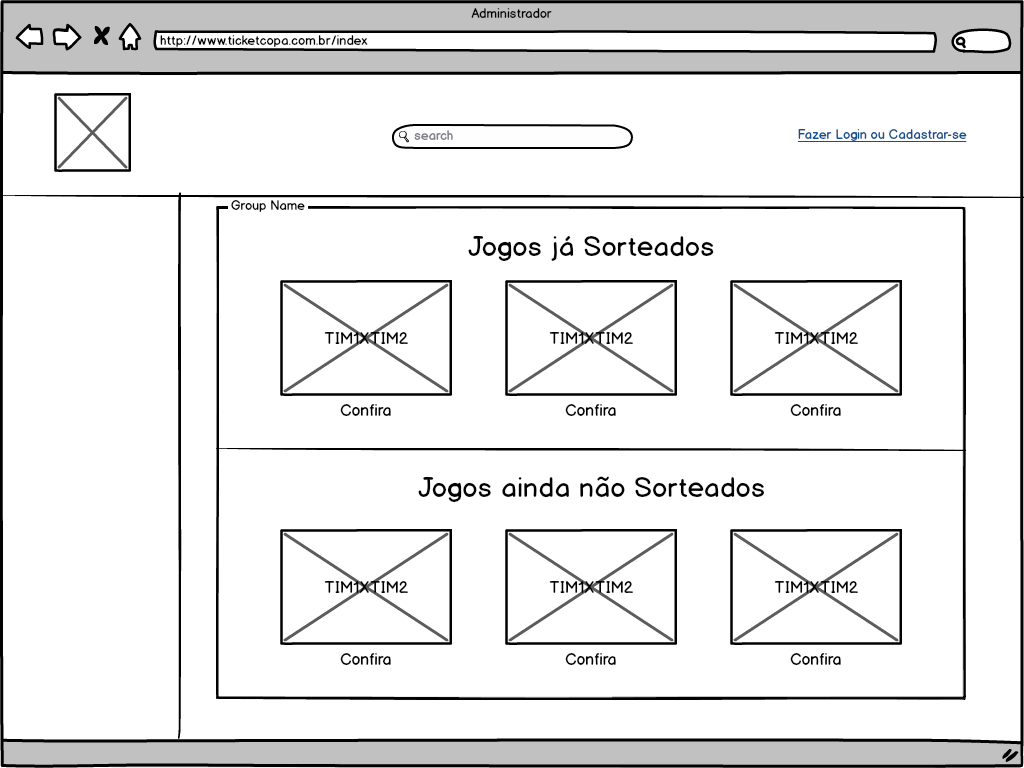 Administrador
http://www.ticketcopa.com.br/index
search
Fazer Login ou Cadastrar-se
Group Name
Jogos já Sorteados
TIM1XTIM2 TIM1XTIM2 TIM1XTIM2
Confira Confira Confira
Jogos ainda não Sorteados
TIM1XTIM2 TIM1XTIM2 TIM1XTIM2
Confira Confira Confira